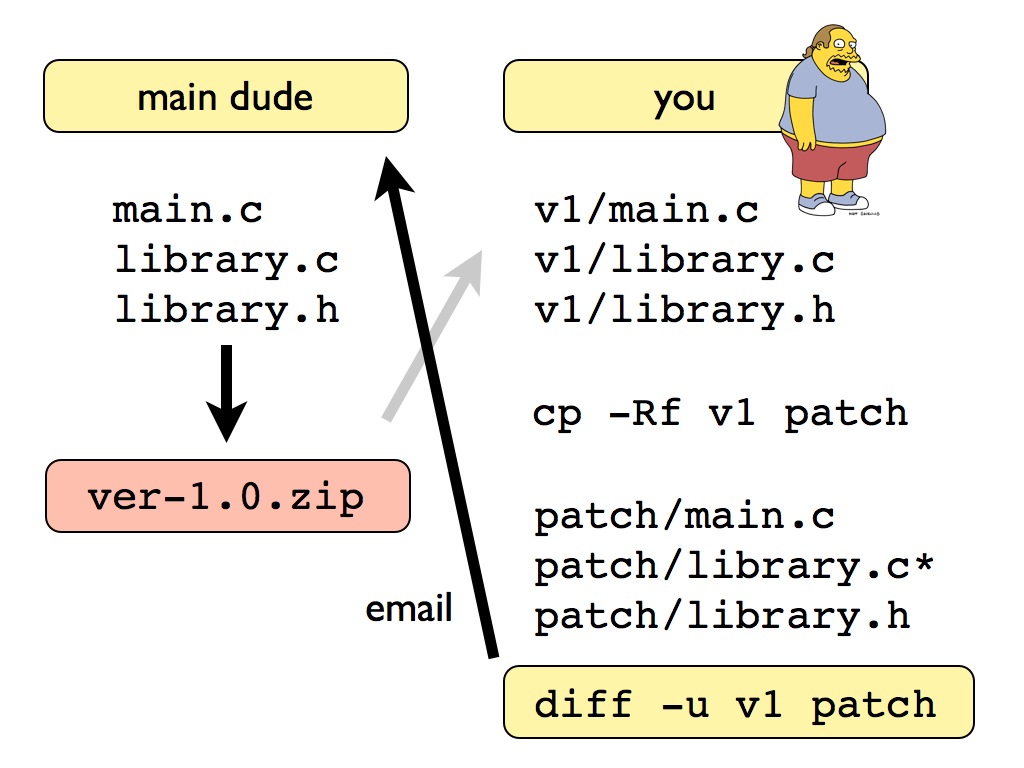 main dude
main.c
library.c
library.h
ver-1.0.zip
email
you
v1/main.c
v1/library.c
v1/library.h
cp -Rf v1 patch
patch/main.c
patch/library.c*
patch/library.h
diff -u v1 patch